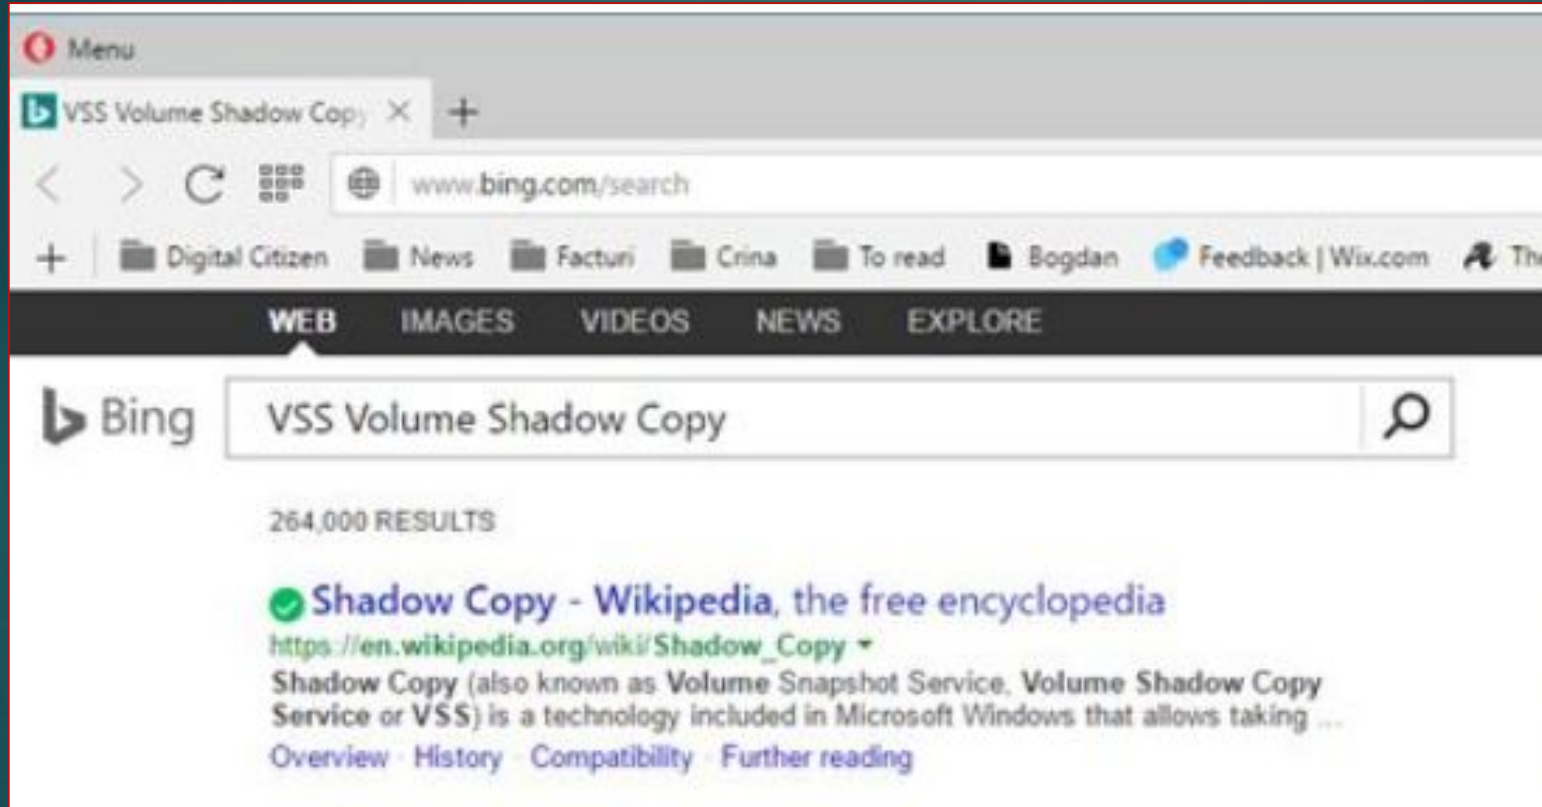 Menu
VSS Volume Shadow Copy
www.bing.com/search
Digital Citizen News Facturi Crina To read Bogdan Feedback | Wix.com The
WEB IMAGES VIDEOS NEWS EXPLORE
Bing VSS Volume Shadow Copy
264,000 RESULTS
Shadow Copy - Wikipedia, the free encyclopedia
https://en.wikipedia.org/wiki/Shadow_Copy
Shadow Copy (also known as Volume Snapshot Service, Volume Shadow Copy
Service or VSS) is a technology included in Microsoft Windows that allows taking ...
Overview · History · Compatibility · Further reading